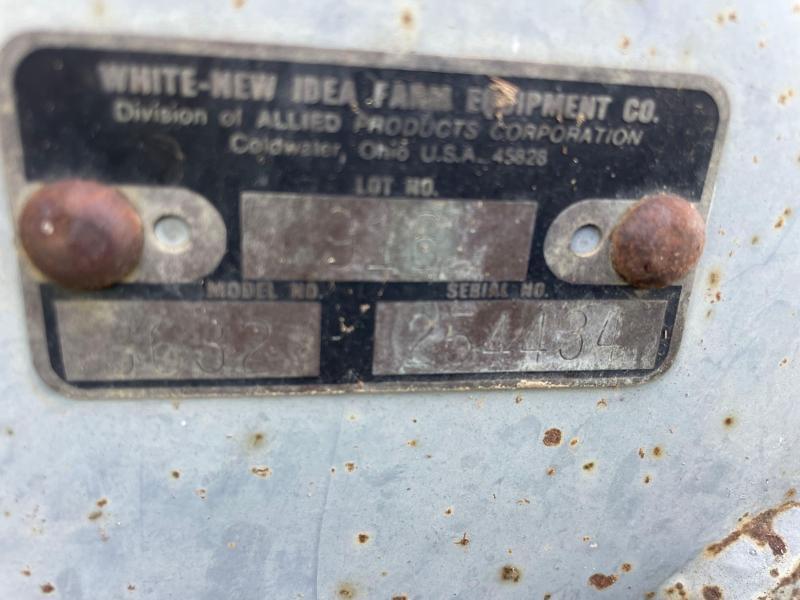 WHITE-NEW IDEA FARM EQUIPMENT CO.
Division of ALLIED PRODUCTS CORPORATION
Coldwater, Ohio U.S.A. 45828
LOT NO.
MODEL NO. SERIAL NO.
254434